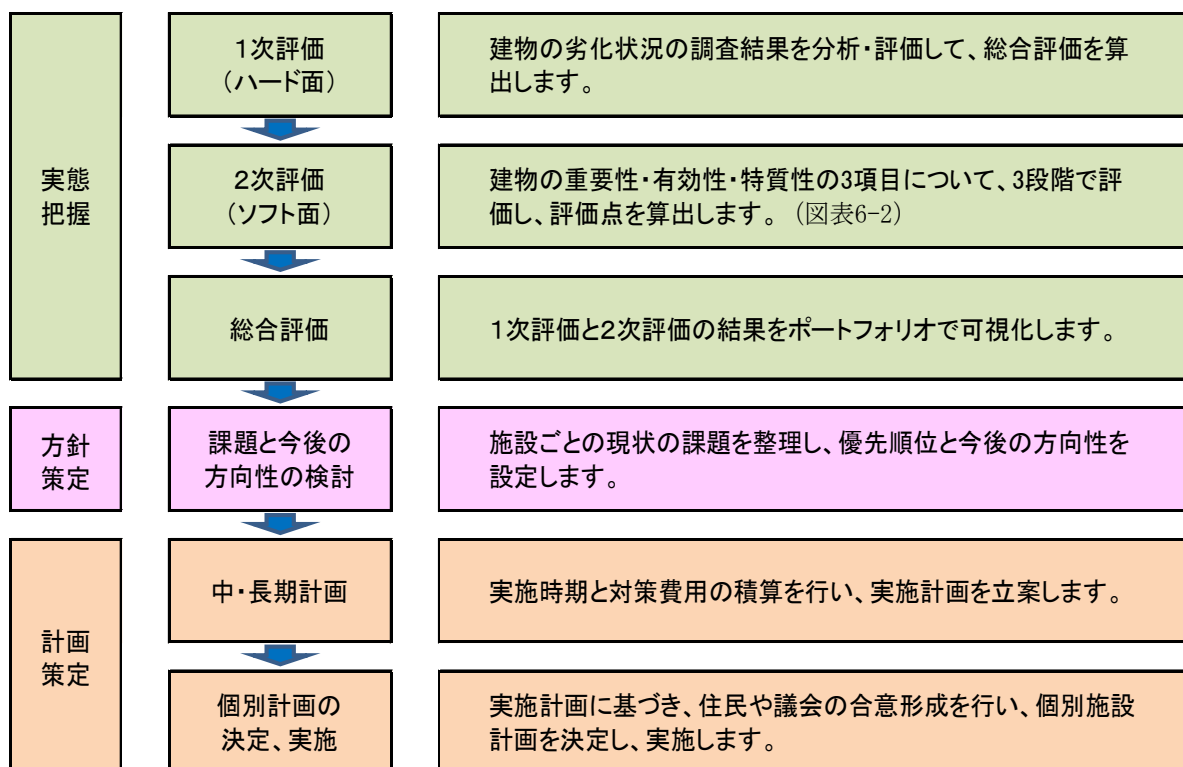 1次評価
（ハード面）
建物の劣化状況の調査結果を分析・評価して、総合評価を算
出します。
実態
把握
2次評価
（ソフト面）
建物の重要性・有効性・特質性の3項目について、3段階で評
価し、評価点を算出します。（図表6-2）
総合評価
1次評価と2次評価の結果をポートフォリオで可視化します。
方針
策定
課題と今後の
方向性の検討
施設ごとの現状の課題を整理し、優先順位と今後の方向性を
設定します。
計画
策定
中・長期計画
実施時期と対策費用の積算を行い、実施計画を立案します。
個別計画の
決定、実施
実施計画に基づき、住民や議会の合意形成を行い、個別施設
計画を決定し、実施します。